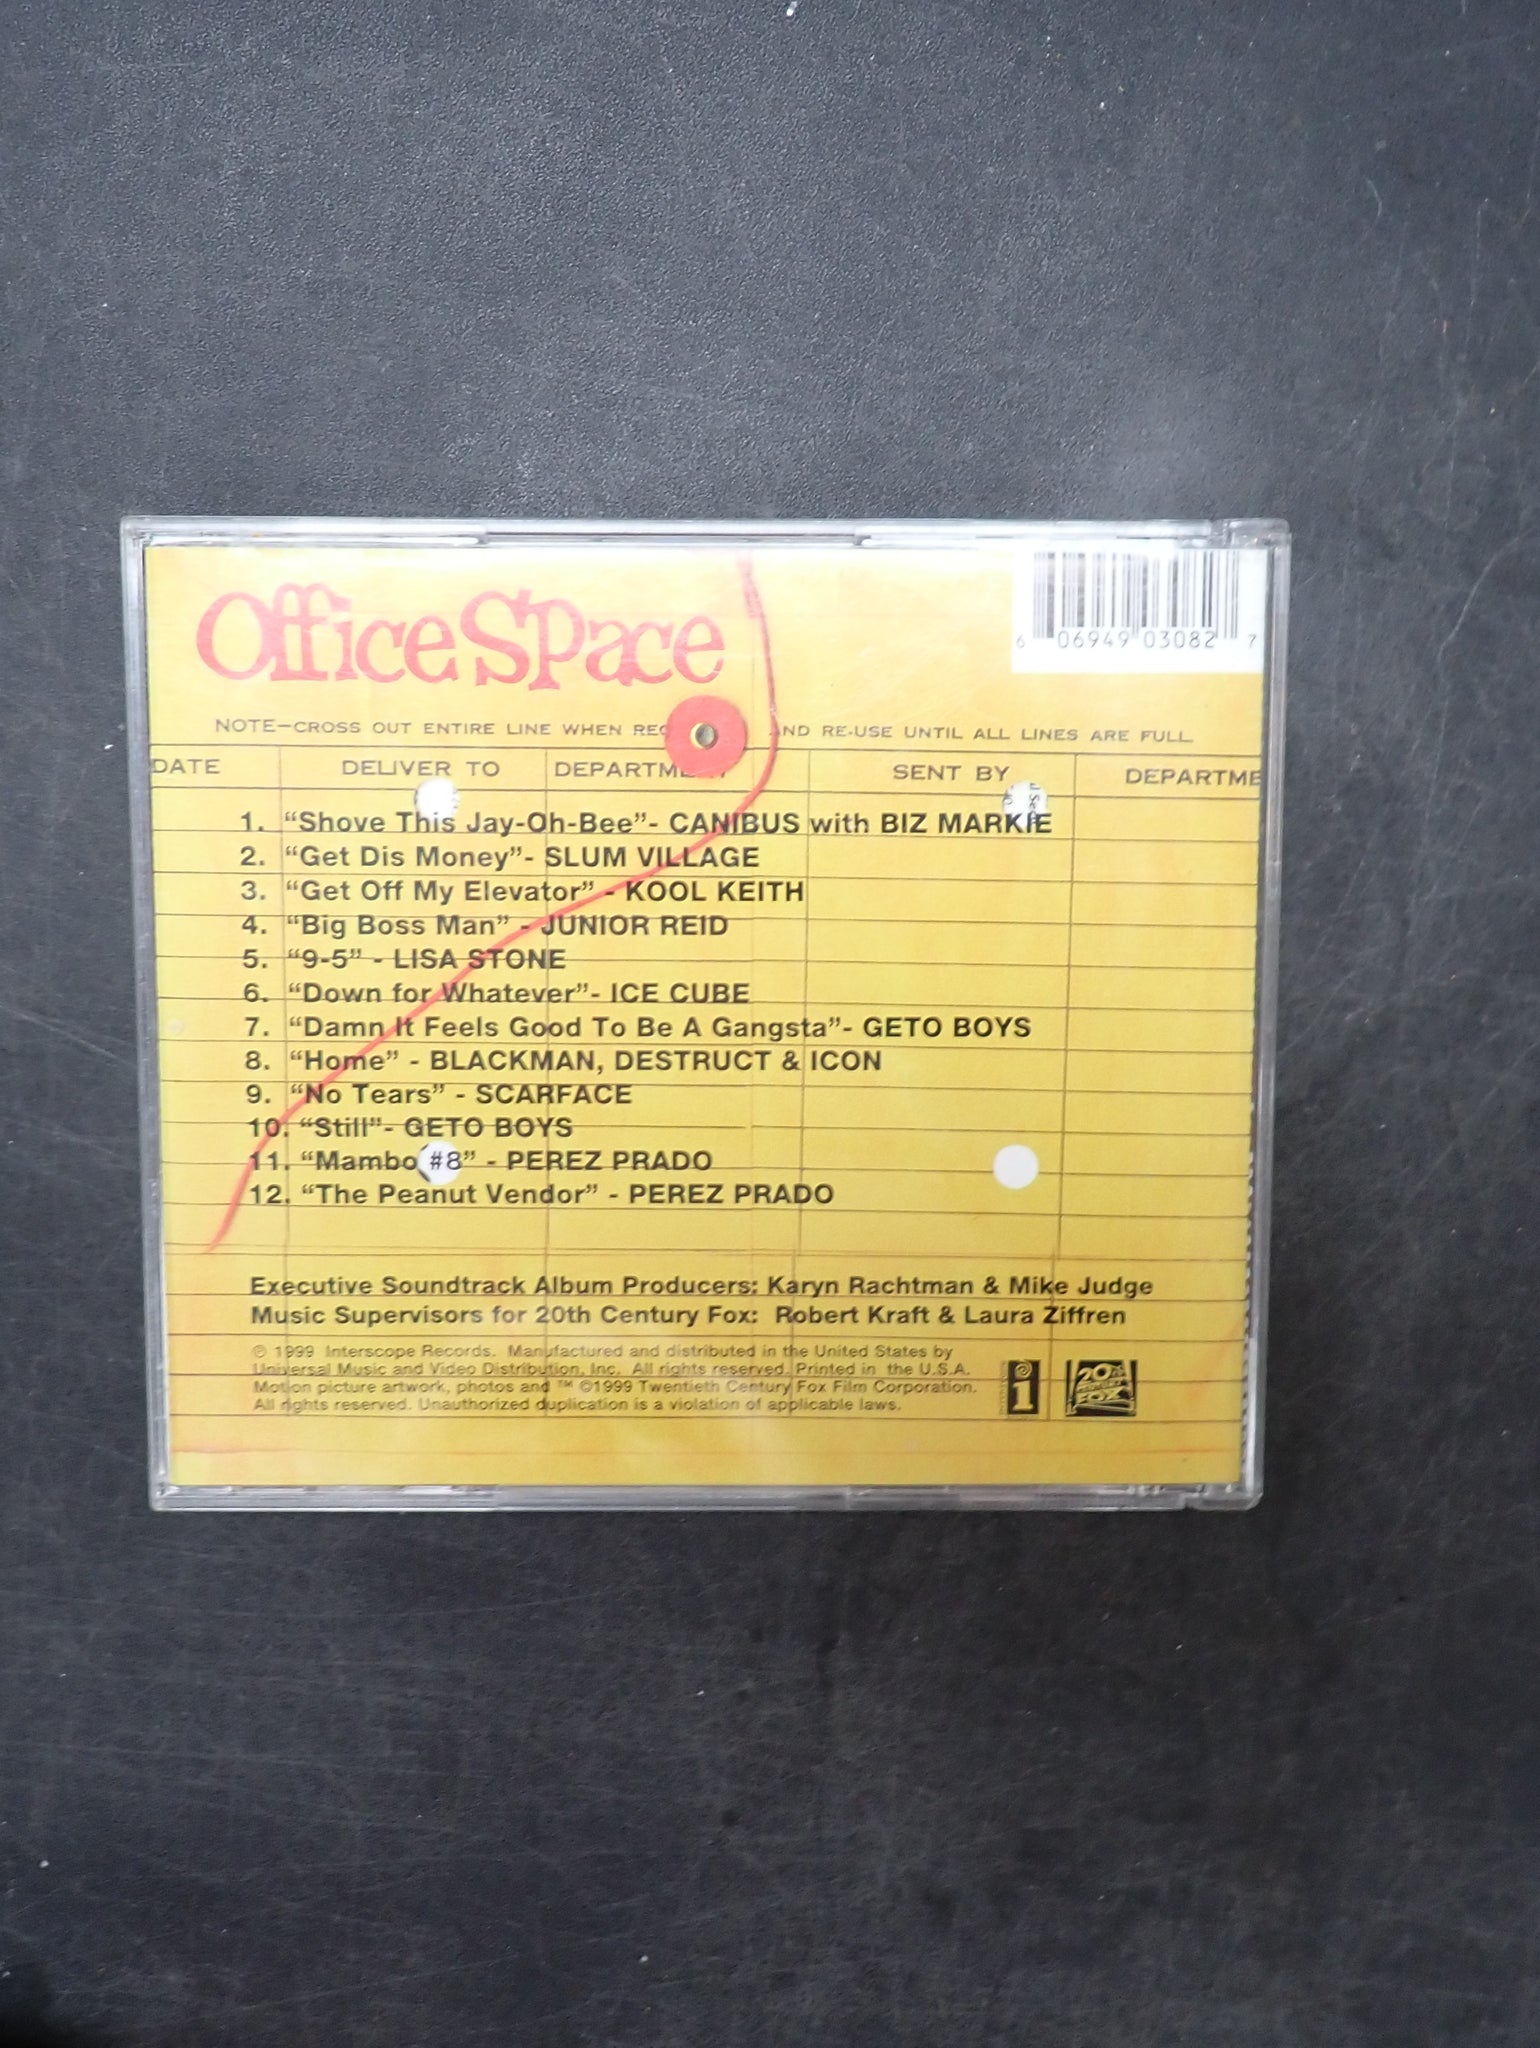 Office Space
6 06949 03082 7
NOTE—CROSS OUT ENTIRE LINE WHEN REC AND RE-USE UNTIL ALL LINES ARE FULL
DATE DELIVER TO DEPARTMENT SENT BY DEPARTME
1. “Shove This Jay-Oh-Bee”- CANIBUS with BIZ MARKIE
2. “Get Dis Money”- SLUM VILLAGE
3. “Get Off My Elevator” - KOOL KEITH
4. “Big Boss Man” - JUNIOR REID
5. “9-5” - LISA STONE
6. “Down for Whatever”- ICE CUBE
7. “Damn It Feels Good To Be A Gangsta”- GETO BOYS
8. “Home” - BLACKMAN, DESTRUCT & ICON
9. “No Tears” - SCARFACE
10. “Still”- GETO BOYS
11. “Mambo #8” - PEREZ PRADO
12. “The Peanut Vendor” - PEREZ PRADO
Executive Soundtrack Album Producers: Karyn Rachtman & Mike Judge
Music Supervisors for 20th Century Fox: Robert Kraft & Laura Ziffren
℗ 1999 Interscope Records. Manufactured and distributed in the United States by
Universal Music and Video Distribution, Inc. All rights reserved. Printed in the U.S.A.
Motion picture artwork, photos and ™ ©1999 Twentieth Century Fox Film Corporation.
All rights reserved. Unauthorized duplication is a violation of applicable laws.
i
20TH CENTURY FOX